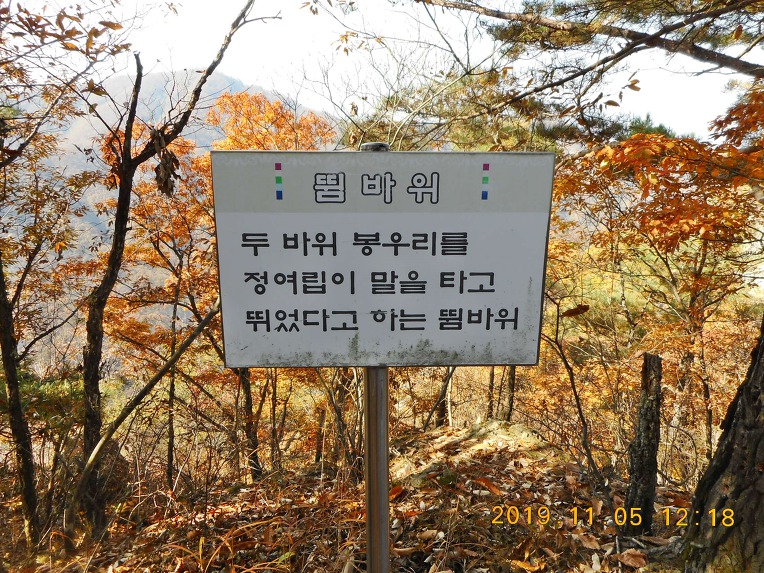 뜀바위
두 바위 봉우리를
정여립이 말을 타고
뛰었다고 하는 뜀바위
2019.11.05 12:18